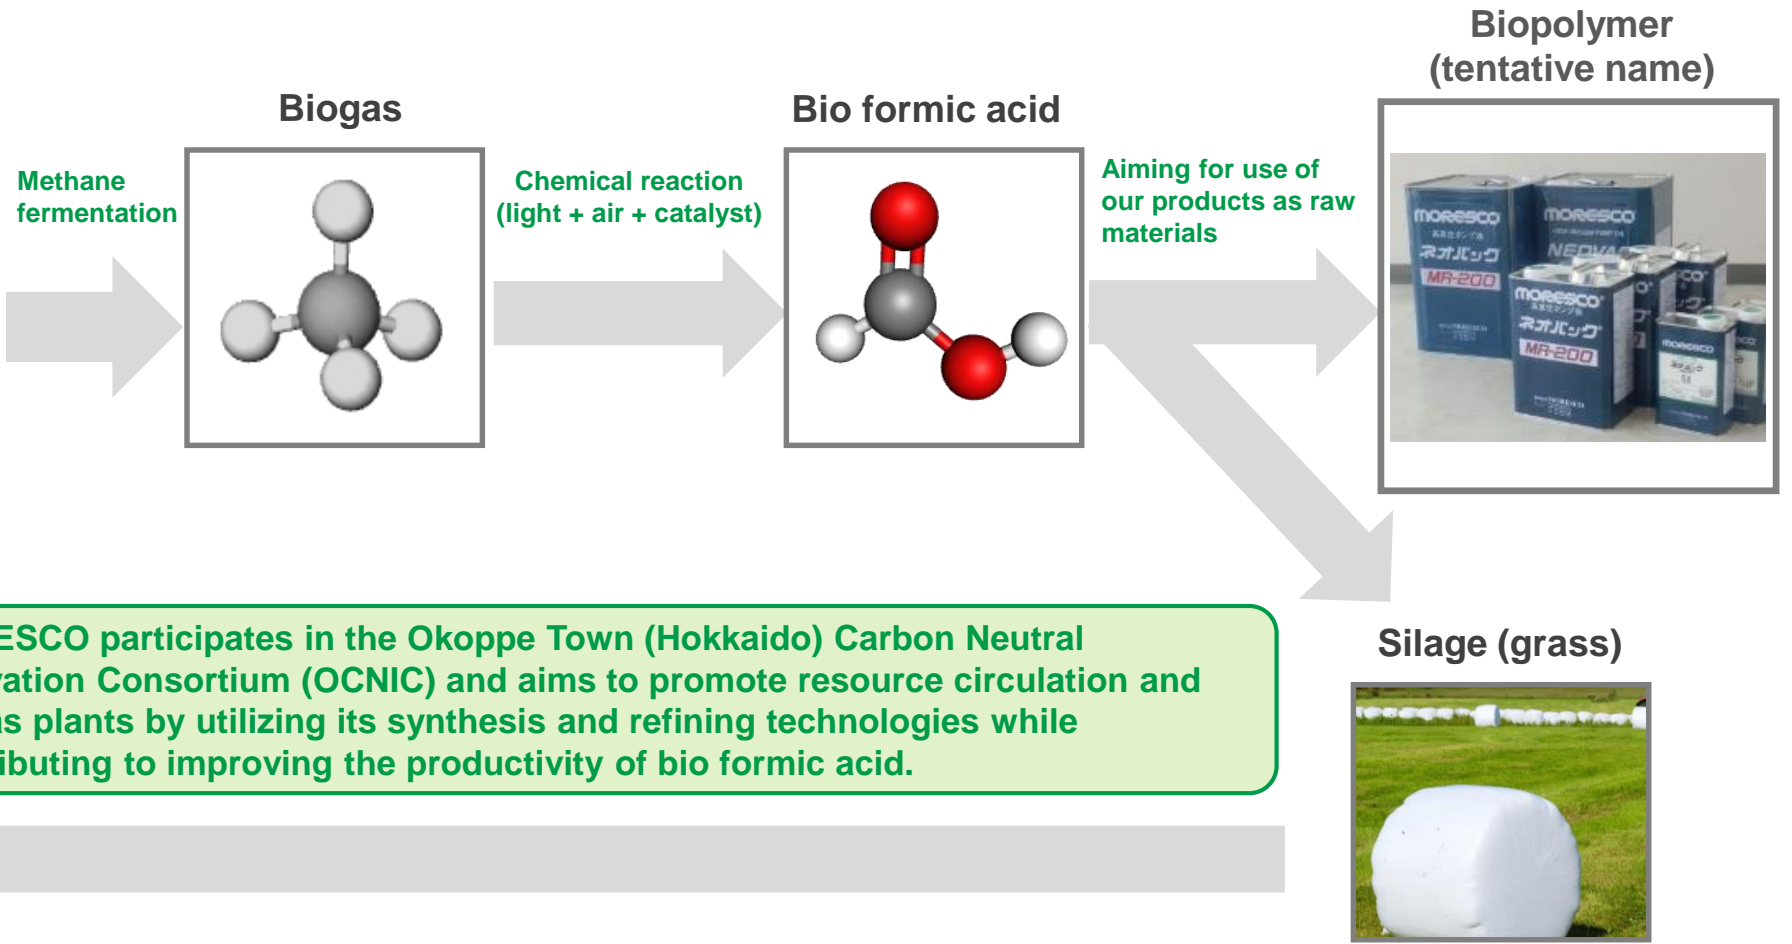 Biopolymer
(tentative name)
Biogas
Bio formic acid
Methane
fermentation
Chemical reaction
(light + air + catalyst)
Aiming for use of
our products as raw
materials
MORESCO
MORESCO
ネオバック
NEOVA
MR-200
MORESCO
ネオバック
MR-200
MORESCO
ESCO participates in the Okoppe Town (Hokkaido) Carbon Neutral
vation Consortium (OCNIC) and aims to promote resource circulation and
as plants by utilizing its synthesis and refining technologies while
ibuting to improving the productivity of bio formic acid.
Silage (grass)